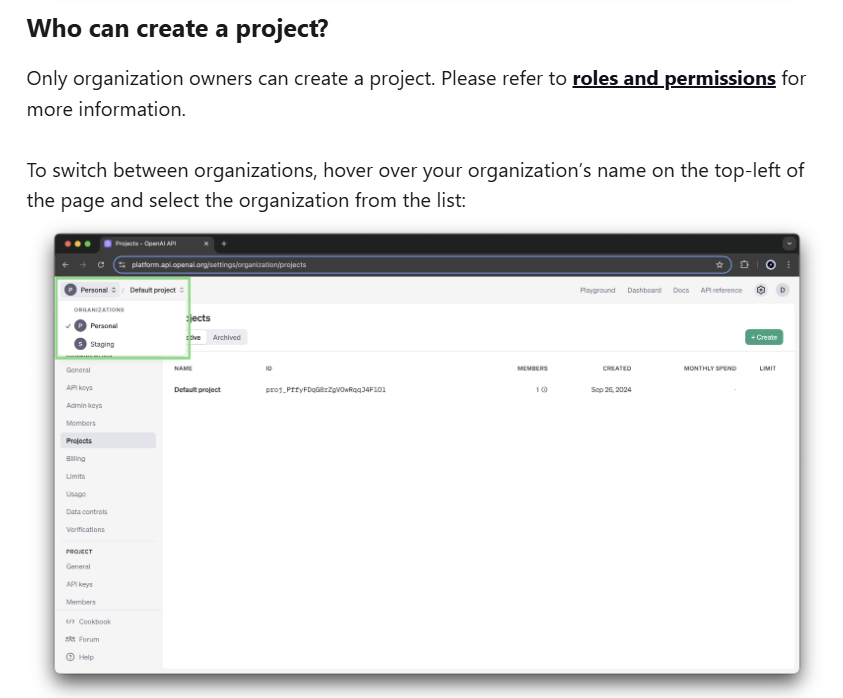 Who can create a project?
Only organization owners can create a project. Please refer to roles and permissions for
more information.
To switch between organizations, hover over your organization’s name on the top-left of
the page and select the organization from the list:
Projects - OpenAI API
platform.api.openai.org/settings/organization/projects
Personal / Default project
Playground Dashboard Docs API reference D
ORGANIZATIONS
P Personal
S Staging
jects
Archived
+ Create
General
API keys
Admin keys
Members
Projects
Billing
Limits
Usage
Data controls
Verifications
PROJECT
General
API keys
Members
Cookbook
Forum
Help
NAME ID MEMBERS CREATED MONTHLY SPEND LIMIT
Default project 1 Sep 26, 2024 -